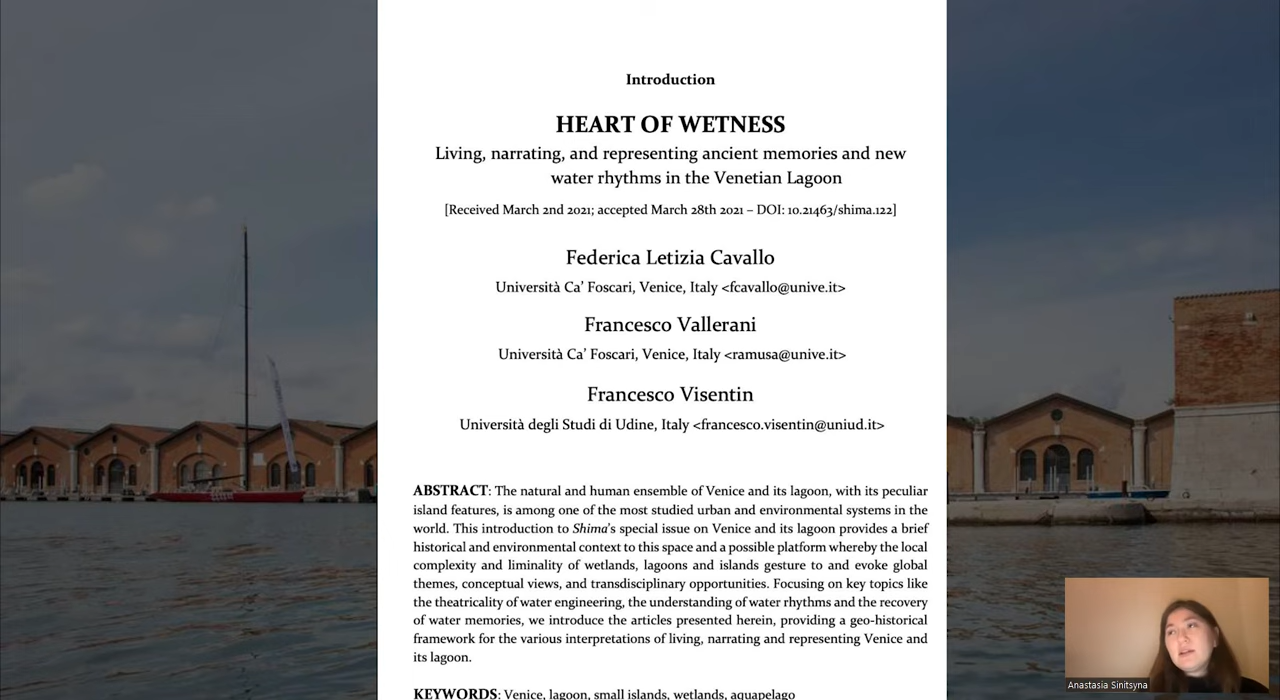 Introduction
HEART OF WETNESS
Living, narrating, and representing ancient memories and new
water rhythms in the Venetian Lagoon
[Received March 2nd 2021; accepted March 28th 2021 – DOI: 10.21463/shima.122]
Federica Letizia Cavallo
Università Ca’ Foscari, Venice, Italy <fcavallo@unive.it>
Francesco Vallerani
Università Ca’ Foscari, Venice, Italy <ramusa@unive.it>
Francesco Visentin
Università degli Studi di Udine, Italy <francesco.visentin@uniud.it>
ABSTRACT: The natural and human ensemble of Venice and its lagoon, with its peculiar
island features, is among one of the most studied urban and environmental systems in the
world. This introduction to Shima’s special issue on Venice and its lagoon provides a brief
historical and environmental context to this space and a possible platform whereby the local
complexity and liminality of wetlands, lagoons and islands gesture to and evoke global
themes, conceptual views, and transdisciplinary opportunities. Focusing on key topics like
the theatricality of water engineering, the understanding of water rhythms and the recovery
of water memories, we introduce the articles presented herein, providing a geo-historical
framework for the various interpretations of living, narrating and representing Venice and
its lagoon.
KEYWORDS: Venice, lagoon, small islands, wetlands, aquapelago
Anastasia Sinitsyna